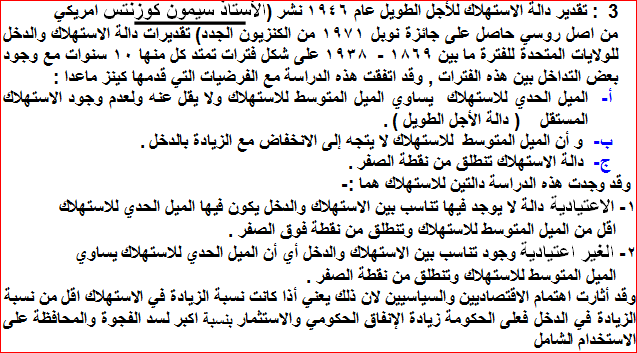 3 : تقدير دالة الاستهلاك للأجل الطويل عام ١٩٤٦ نشر (الأستاذ سيمون كوزنتس امريكي
من اصل روسي حاصل على جائزة نوبل ١٩٧١ من الكنزيون الجدد) تقديرات دالة الاستهلاك والدخل
للولايات المتحدة للفترة ما بين ١٨٦٩ - ١٩٣٨ على شكل فترات تمتد كل منها ١٠ سنوات مع وجود
بعض التداخل بين هذه الفترات , وقد اتفقت هذه الدراسة مع الفرضيات التي قدمها كينز ماعدا :
أ- الميل الحدي للاستهلاك يساوي الميل المتوسط للاستهلاك ولا يقل عنه ولعدم وجود الاستهلاك
المستقل ( دالة الأجل الطويل ) .
ب- و أن الميل المتوسط للاستهلاك لا يتجه إلى الانخفاض مع الزيادة بالدخل .
ج- دالة الاستهلاك تنطلق من نقطة الصفر .
وقد وجدت هذه الدراسة دالتين للاستهلاك هما :-
١- الاعتيادية دالة لا يوجد فيها تناسب بين الاستهلاك والدخل يكون فيها الميل الحدي للاستهلاك
اقل من الميل المتوسط للاستهلاك وتنطلق من نقطة فوق الصفر .
٢- الغير اعتيادية وجود تناسب بين الاستهلاك والدخل أي أن الميل الحدي للاستهلاك يساوي
الميل المتوسط للاستهلاك وتنطلق من نقطة الصفر .
وقد أثارت اهتمام الاقتصاديين والسياسيين لان ذلك يعني أذا كانت نسبة الزيادة في الاستهلاك اقل من نسبة
الزيادة في الدخل فعلى الحكومة زيادة الإنفاق الحكومي والاستثمار بنسبة اكبر لسد الفجوة والمحافظة على
الاستخدام الشامل